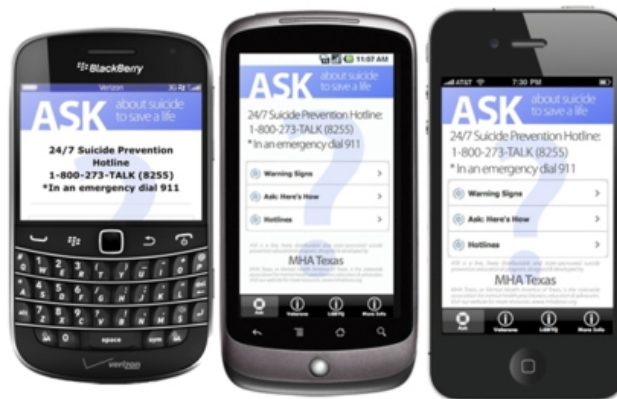 BlackBerry
Verizon
3G
ASK about suicide
to save a life
24/7 Suicide Prevention
Hotline
1-800-273-TALK (8255)
*In an emergency dial 911
verizon
11:07 AM
ASK about suicide
to save a life
24/7 Suicide Prevention Hotline:
1-800-273-TALK (8255)
*In an emergency dial 911
Warning Signs
Ask: Here's How
Hotlines
MHA Texas
Ask Veterans LGBTQ More Info
AT&T 7:30 PM
ASK about suicide
to save a life
24/7 Suicide Prevention Hotline:
1-800-273-TALK (8255)
*In an emergency dial 911
Warning Signs
Ask: Here's How
Hotlines
MHA Texas
Ask Veterans LGBTQ More Info